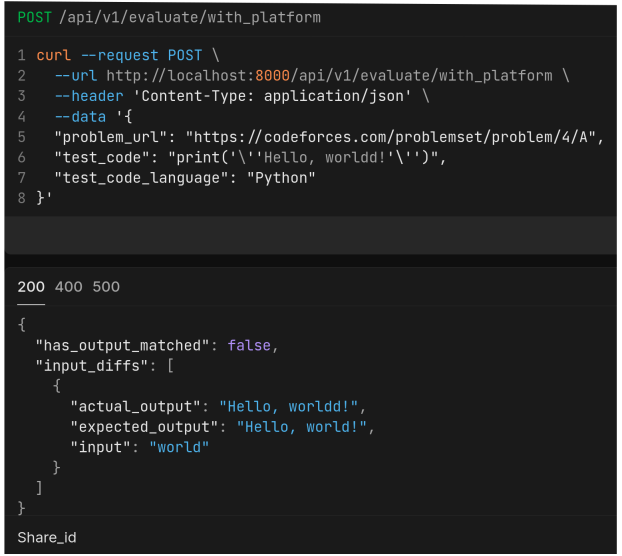 POST /api/v1/evaluate/with_platform
1 curl --request POST \
2   --url http://localhost:8000/api/v1/evaluate/with_platform \
3   --header 'Content-Type: application/json' \
4   --data '{
5   "problem_url": "https://codeforces.com/problemset/problem/4/A",
6   "test_code": "print('\''Hello, worldd!'\'')",
7   "test_code_language": "Python"
8 }'
200 400 500
{
  "has_output_matched": false,
  "input_diffs": [
    {
      "actual_output": "Hello, worldd!",
      "expected_output": "Hello, world!",
      "input": "world"
    }
  ]
}
Share_id